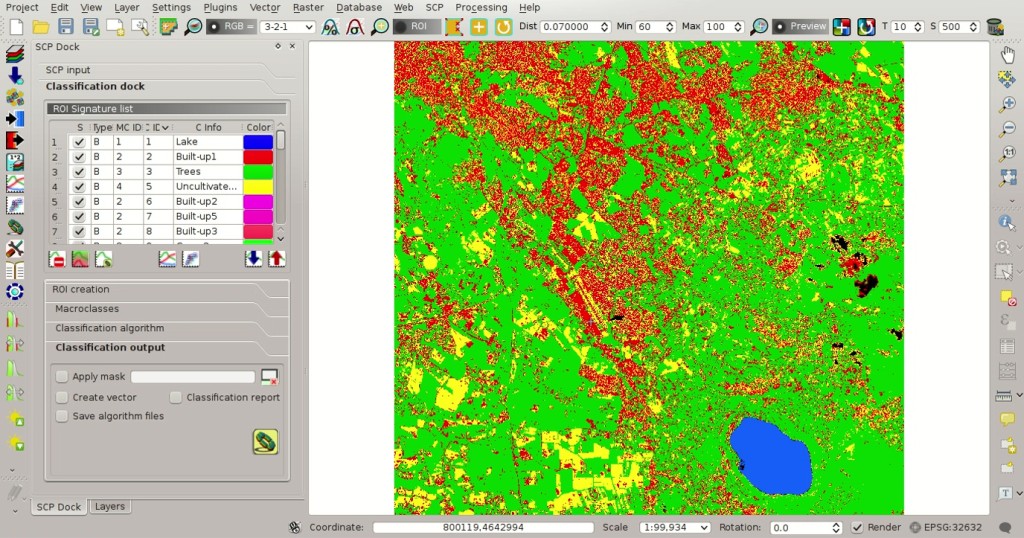 Project Edit View Layer Settings Plugins Vector Raster Database Web SCP Processing Help
RGB = 3-2-1 ROI Dist 0.070000 Min 60 Max 100 Preview T 10 S 500
SCP Dock
SCP input
Classification dock
ROI Signature list
S Type MC ID C ID C Info Color
1 B 1 1 Lake
2 B 2 2 Built-up1
3 B 3 3 Trees
4 B 4 5 Uncultivate...
5 B 2 6 Built-up2
6 B 2 7 Built-up5
7 B 2 8 Built-up3
ROI creation
Macroclasses
Classification algorithm
Classification output
Apply mask
Create vector Classification report
Save algorithm files
SCP Dock Layers
Coordinate: 800119,4642994 Scale 1:99,934 Rotation: 0.0 Render EPSG:32632